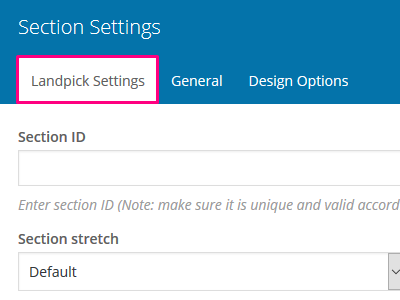 Section Settings
Landpick Settings General Design Options
Section ID
Enter section ID (Note: make sure it is unique and valid accord
Section stretch
Default